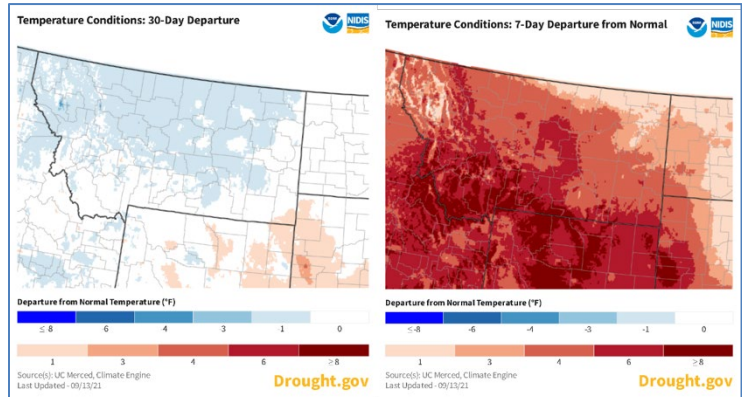 Temperature Conditions: 30-Day Departure
NOAA
NIDIS
Departure from Normal Temperature (°F)
≤ 8 -6 -4 -3 -1 0
1 3 4 6 ≥8
Source(s): UC Merced, Climate Engine
Last Updated - 09/13/21
Drought.gov
Temperature Conditions: 7-Day Departure from Normal
NOAA
NIDIS
Departure from Normal Temperature (°F)
≤-8 -6 -4 -3 -1 0
1 3 4 6 ≥8
Source(s): UC Merced, Climate Engine
Last Updated - 09/13/21
Drought.gov